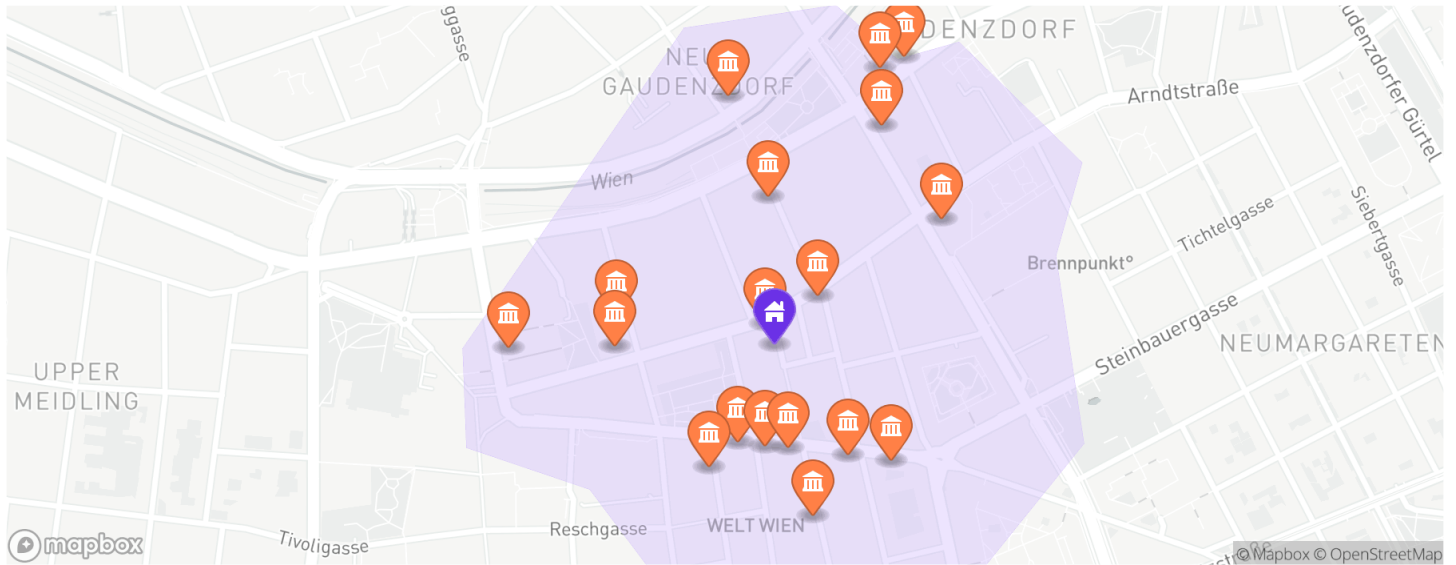 ggasse
NEU
GAUDENZDORF
DENZDORF
udenzdorfer Gürtel
Arndtstraße
Wien
Siebertgasse
Tichtelgasse
Brennpunkt°
Steinbauergasse
NEUMARGARETEN
UPPER
MEIDLING
WELT WIEN
Reschgasse
Tivoligasse
mapbox
© Mapbox © OpenStreetMap